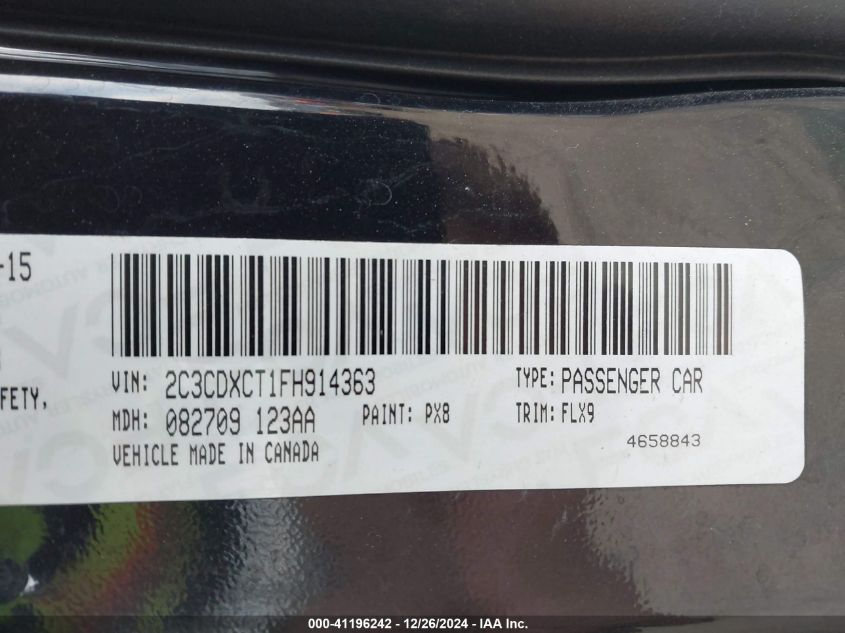 -15
VIN: 2C3CDXCT1FH914363 TYPE: PASSENGER CAR
FETY,
MDH: 082709 123AA PAINT: PX8 TRIM: FLX9
VEHICLE MADE IN CANADA 4658843
000-41196242 - 12/26/2024 - IAA Inc.